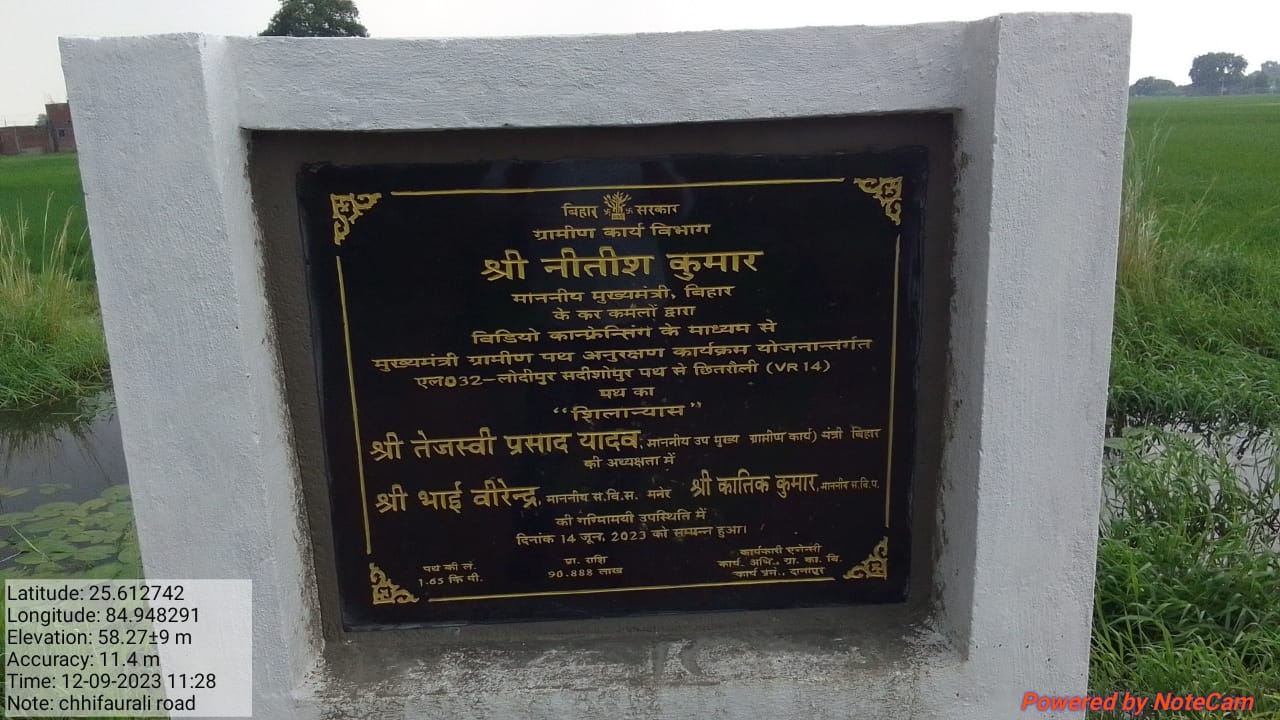 बिहार सरकार
ग्रामीण कार्य विभाग
श्री नीतीश कुमार
माननीय मुख्यमंत्री, बिहार
के कर कमलों द्वारा
विडियो कान्फ्रेन्सिंग के माध्यम से
मुख्यमंत्री ग्रामीण पथ अनुरक्षण कार्यक्रम योजनान्तर्गत
एल032-लोदीपुर सदीशोपुर पथ से छितरौली (VR14)
पथ का
“शिलान्यास”
श्री तेजस्वी प्रसाद यादव, माननीय उप मुख्य ग्रामीण कार्य) मंत्री बिहार
की अध्यक्षता में
श्री भाई वीरेन्द्र, माननीय स.वि.स. मनेर श्री कातिक कुमार, माननीय स.वि.प.
की गरिमामयी उपस्थिति में
दिनांक 14 जून, 2023 को सम्पन्न हुआ।
पथ की लं.
1.65 कि मी.
प्रा. राशि
90.888 लाख
कार्यकारी एजेन्सी
कार्य. अभि., ग्रा. का. वि.
कार्य प्रमं., दानापुर
Latitude: 25.612742
Longitude: 84.948291
Elevation: 58.27±9 m
Accuracy: 11.4 m
Time: 12-09-2023 11:28
Note: chhifaurali road
Powered by NoteCam